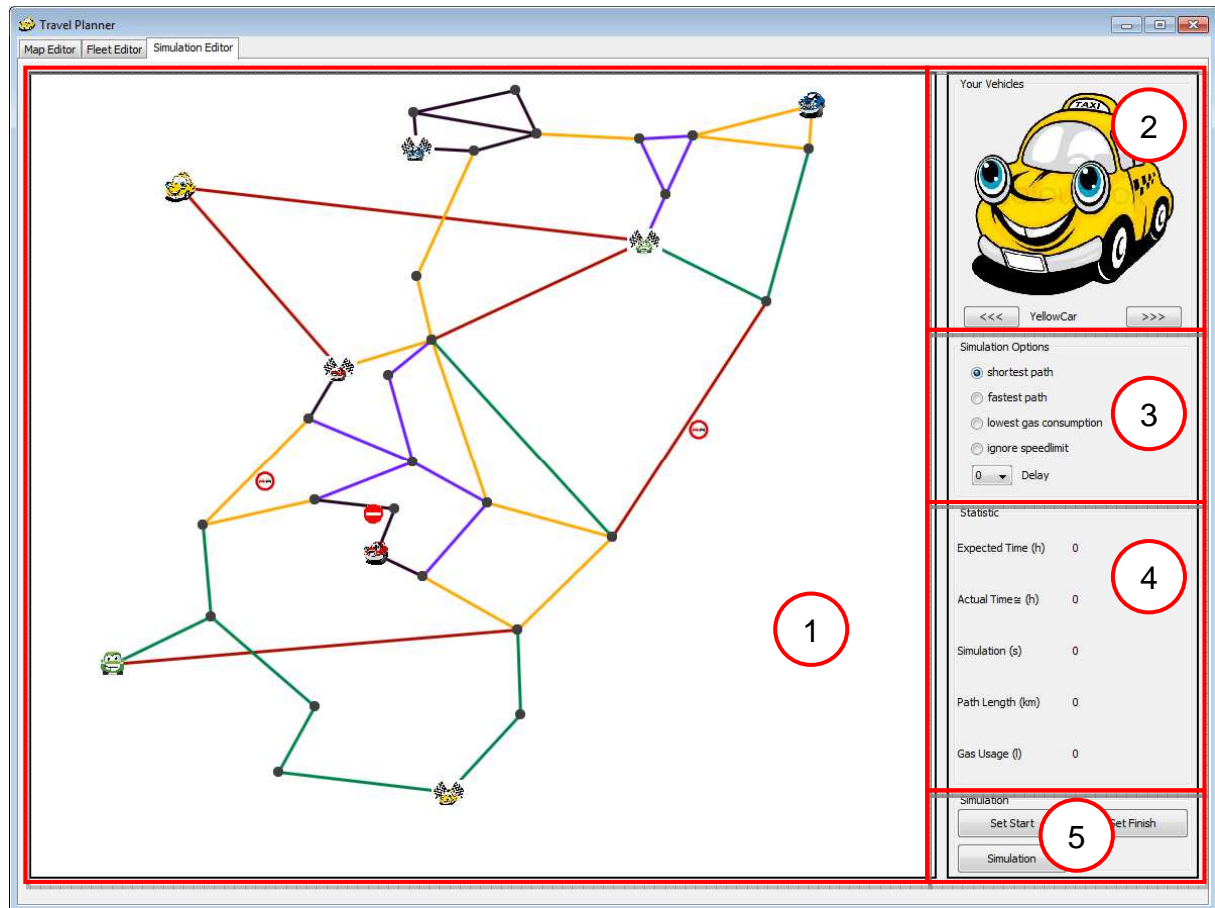 Travel Planner
Map Editor Fleet Editor Simulation Editor
Your Vehicles
TAXI
2
<<< YellowCar >>>
Simulation Options
shortest path
fastest path
3
lowest gas consumption
ignore speedlimit
0 Delay
Statistic
Expected Time (h) 0
4
Actual Time≅ (h) 0
1
Simulation (s) 0
Path Length (km) 0
Gas Usage (l) 0
Simulation
Set Start 5 Set Finish
Simulation